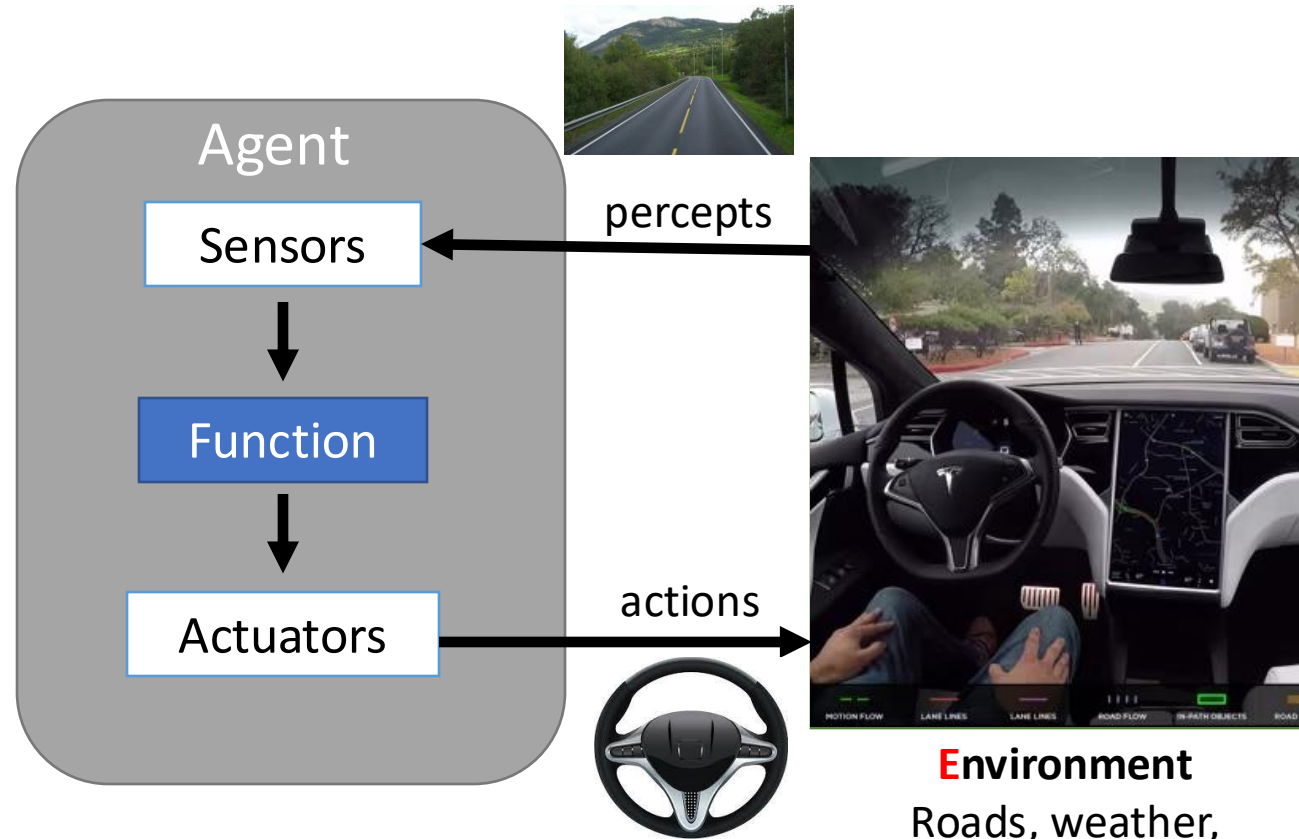 Agent
Sensors
percepts
Function
Actuators
actions
MOTION FLOW
LANE LINES
LANE LINES
ROAD FLOW
IN-PATH OBJECTS
ROAD
Environment
Roads, weather,